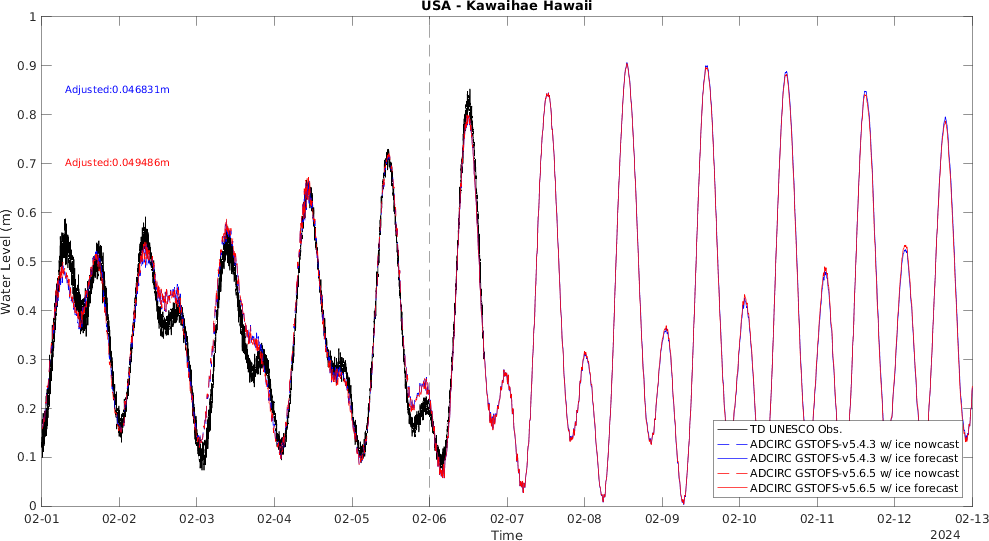 USA - Kawaihae Hawaii
Water Level (m)
1
0.9
0.8
0.7
0.6
0.5
0.4
0.3
0.2
0.1
0
Adjusted:0.046831m
Adjusted:0.049486m
TD UNESCO Obs.
ADCIRC GSTOFS-v5.4.3 w/ ice nowcast
ADCIRC GSTOFS-v5.4.3 w/ ice forecast
ADCIRC GSTOFS-v5.6.5 w/ ice nowcast
ADCIRC GSTOFS-v5.6.5 w/ ice forecast
02-01 02-02 02-03 02-04 02-05 02-06 02-07 02-08 02-09 02-10 02-11 02-12 02-13
Time
2024